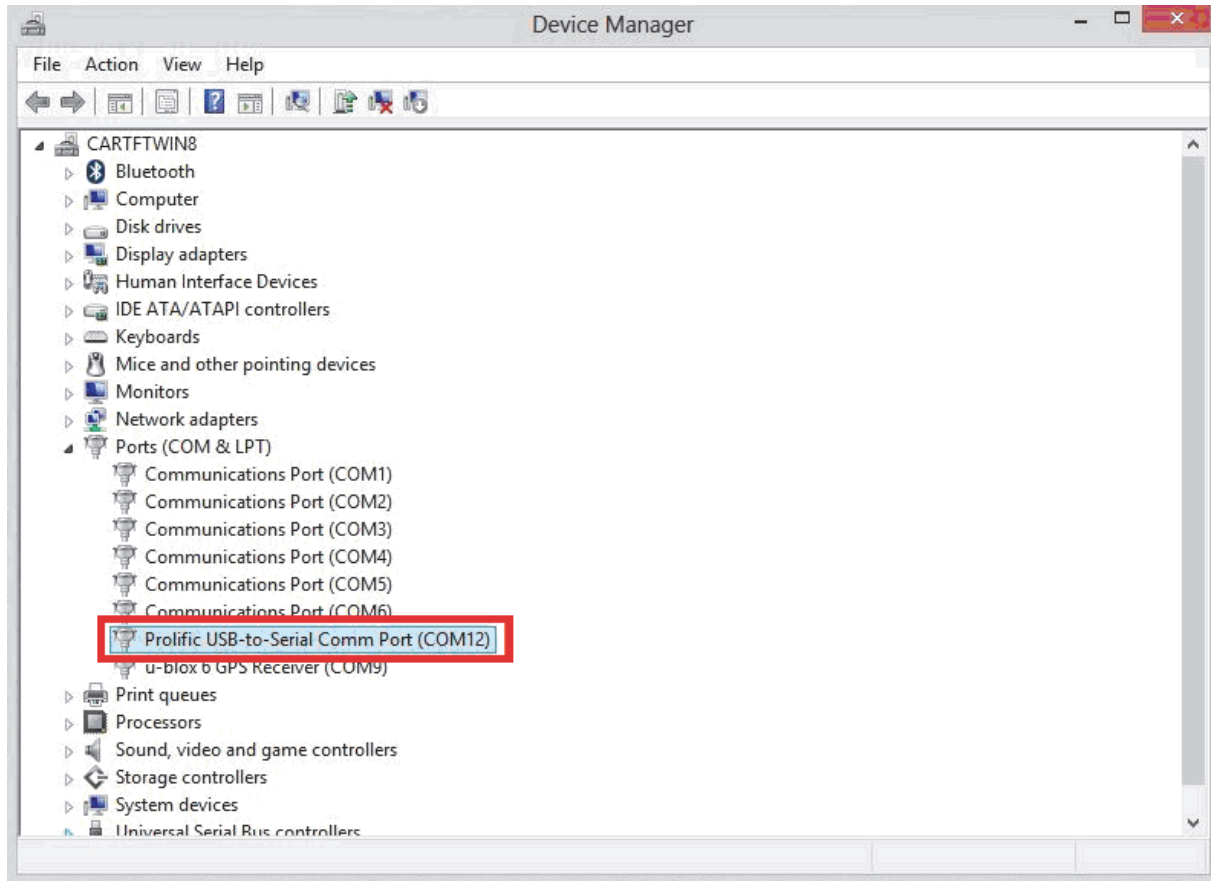 Device Manager
File Action View Help
CARTFTWIN8
Bluetooth
Computer
Disk drives
Display adapters
Human Interface Devices
IDE ATA/ATAPI controllers
Keyboards
Mice and other pointing devices
Monitors
Network adapters
Ports (COM & LPT)
Communications Port (COM1)
Communications Port (COM2)
Communications Port (COM3)
Communications Port (COM4)
Communications Port (COM5)
Communications Port (COM6)
Prolific USB-to-Serial Comm Port (COM12)
u-blox 6 GPS Receiver (COM9)
Print queues
Processors
Sound, video and game controllers
Storage controllers
System devices
Universal Serial Bus controllers